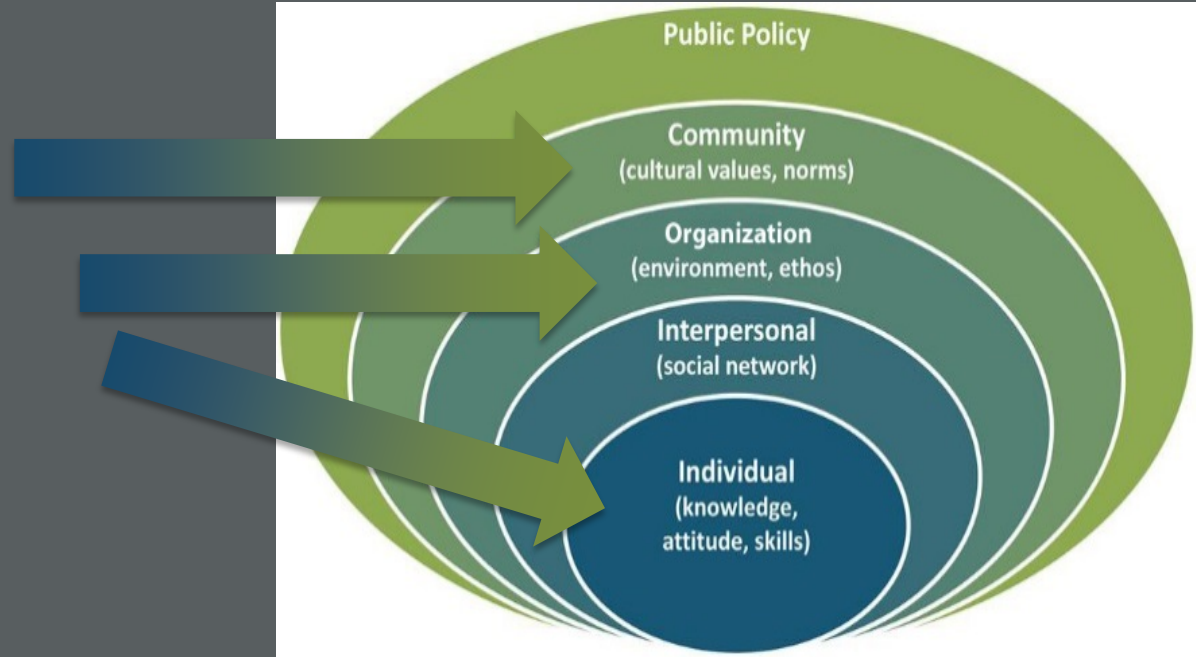 Public Policy
Community
(cultural values, norms)
Organization
(environment, ethos)
Interpersonal
(social network)
Individual
(knowledge,
attitude, skills)